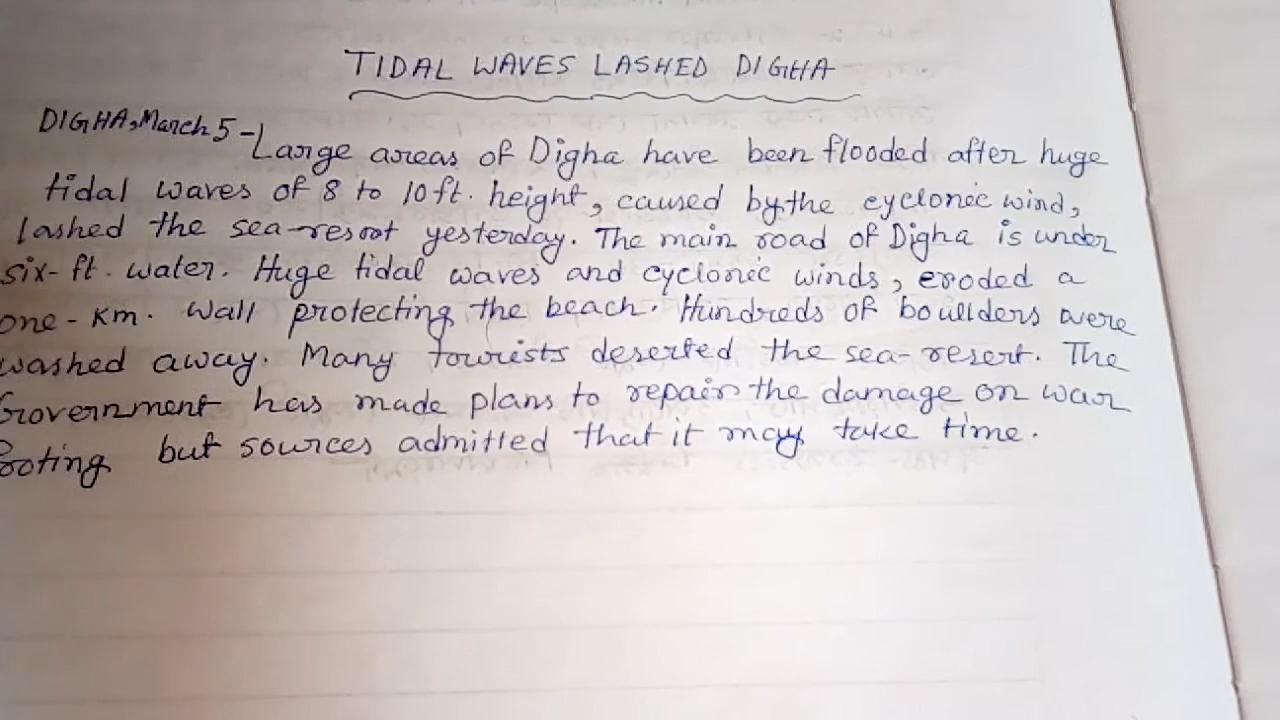 TIDAL WAVES LASHED DIGHA
DIGHA, March 5 - Large areas of Digha have been flooded after huge
tidal waves of 8 to 10 ft. height, caused by the cyclonic wind,
lashed the sea-resort yesterday. The main road of Digha is under
six-ft. water. Huge tidal waves and cyclonic winds, eroded a
one-km. wall protecting the beach. Hundreds of boullders were
washed away. Many tourists deserted the sea-resort. The
Government has made plans to repair the damage on war
footing but sources admitted that it may take time.